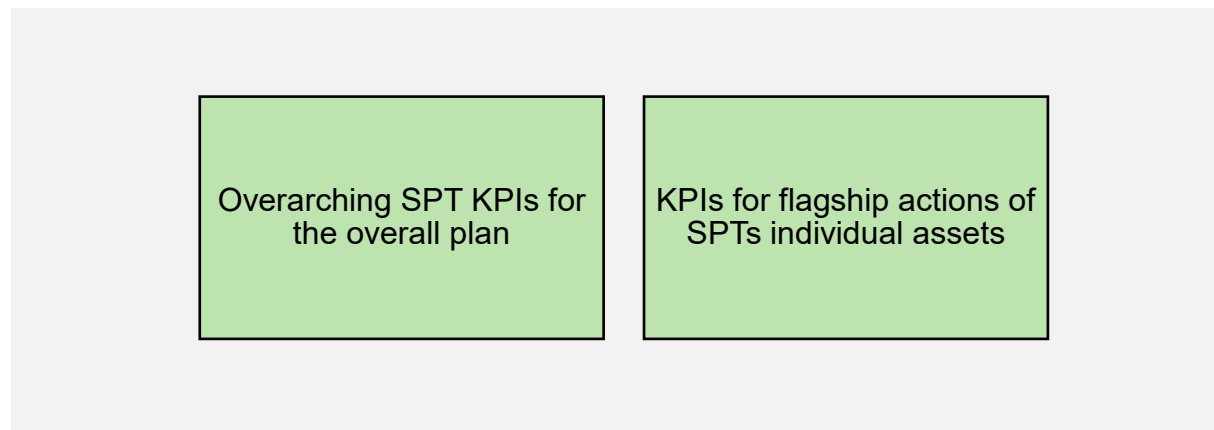 Overarching SPT KPIs for
the overall plan
KPIs for flagship actions of
SPTs individual assets